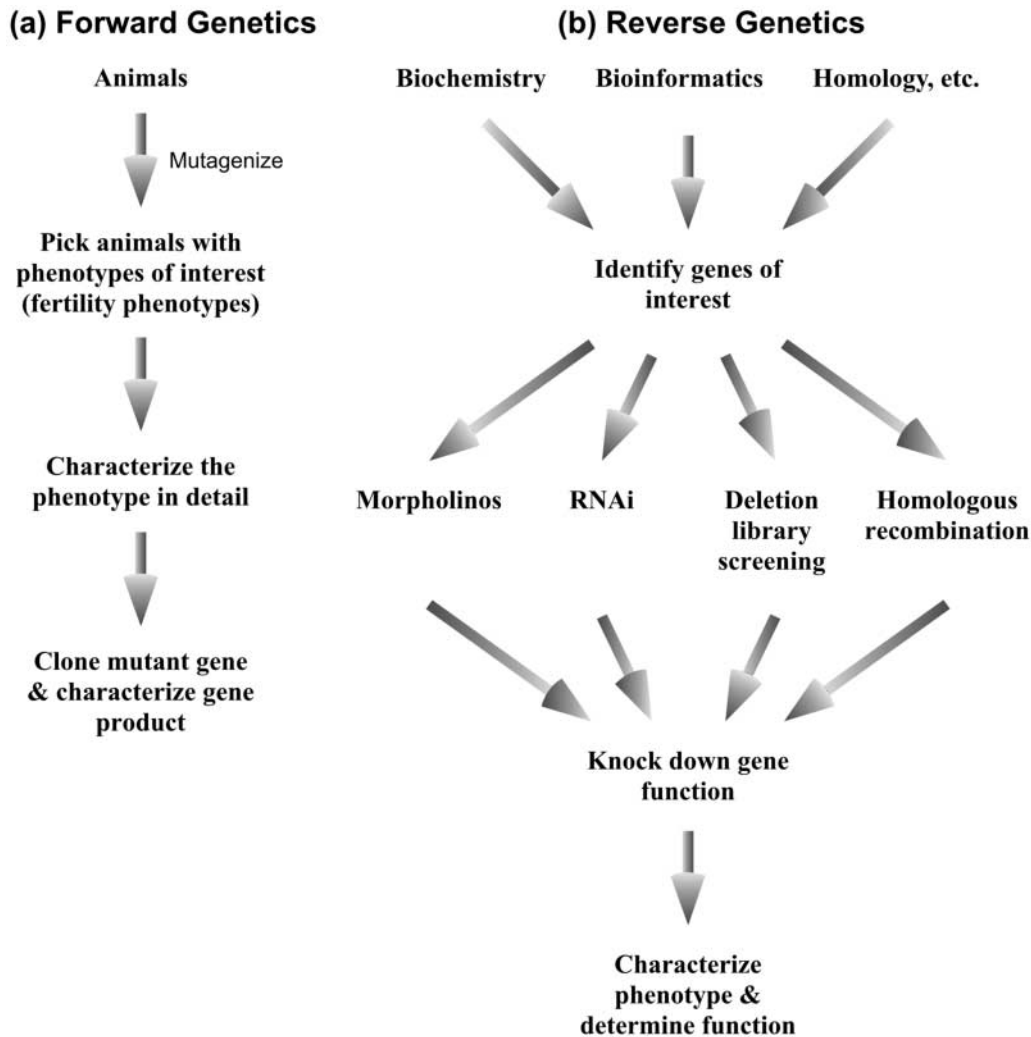 (a) Forward Genetics
Animals
Mutagenize
Pick animals with
phenotypes of interest
(fertility phenotypes)
Characterize the
phenotype in detail
Clone mutant gene
& characterize gene
product
(b) Reverse Genetics
Biochemistry
Bioinformatics
Homology, etc.
Identify genes of
interest
Morpholinos
RNAi
Deletion
library
screening
Homologous
recombination
Knock down gene
function
Characterize
phenotype &
determine function